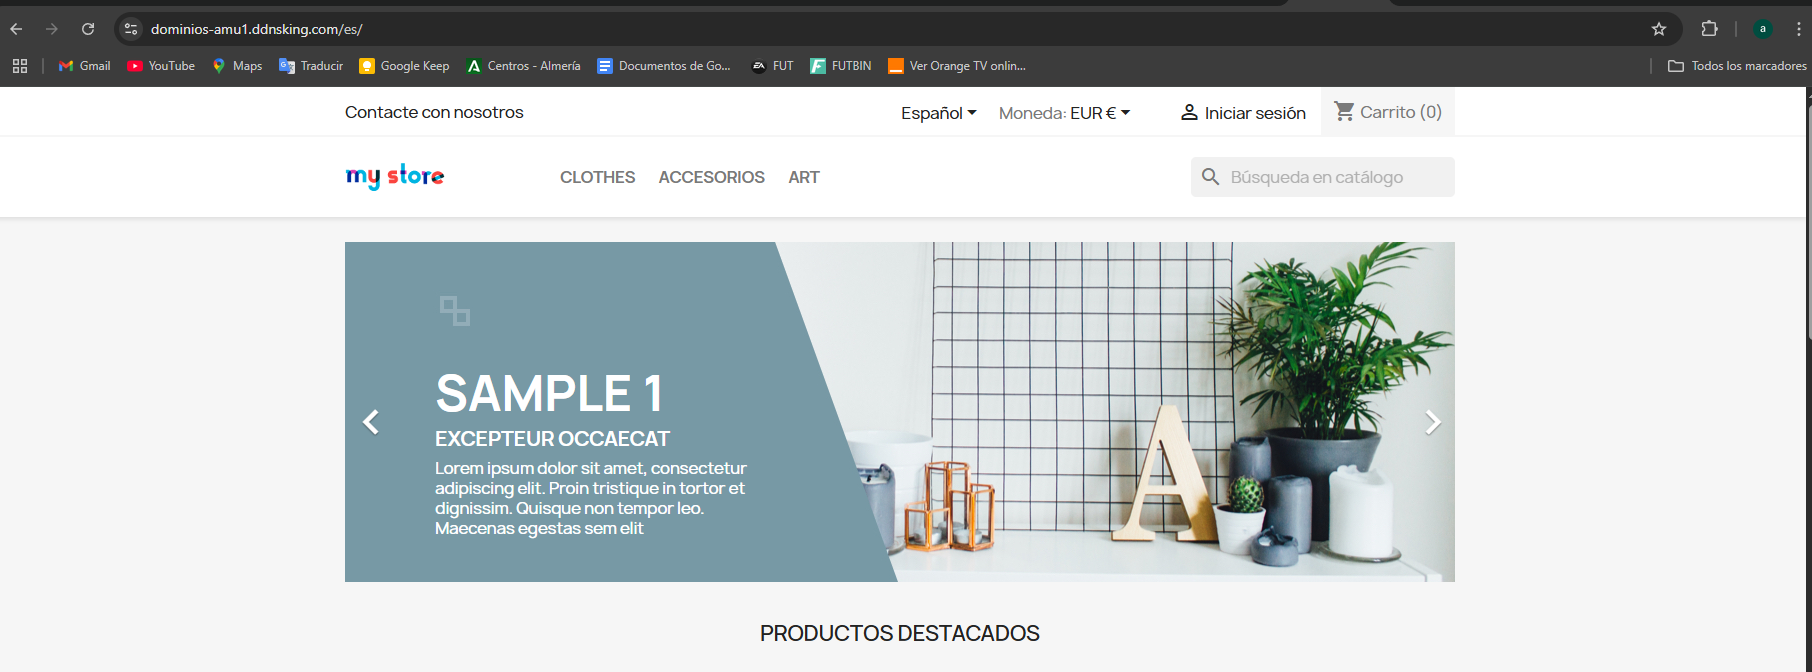 dominios-amu1.ddnsking.com/es/
a
Gmail
YouTube
Maps
Traducir
Google Keep
Centros - Almería
Documentos de Go...
FUT
FUTBIN
Ver Orange TV onlin...
Todos los marcadores
Contacte con nosotros
Español
Moneda: EUR €
Iniciar sesión
Carrito (0)
my store
CLOTHES
ACCESORIOS
ART
Búsqueda en catálogo
SAMPLE 1
EXCEPTEUR OCCAECAT
Lorem ipsum dolor sit amet, consectetur
adipiscing elit. Proin tristique in tortor et
dignissim. Quisque non tempor leo.
Maecenas egestas sem elit
A
PRODUCTOS DESTACADOS